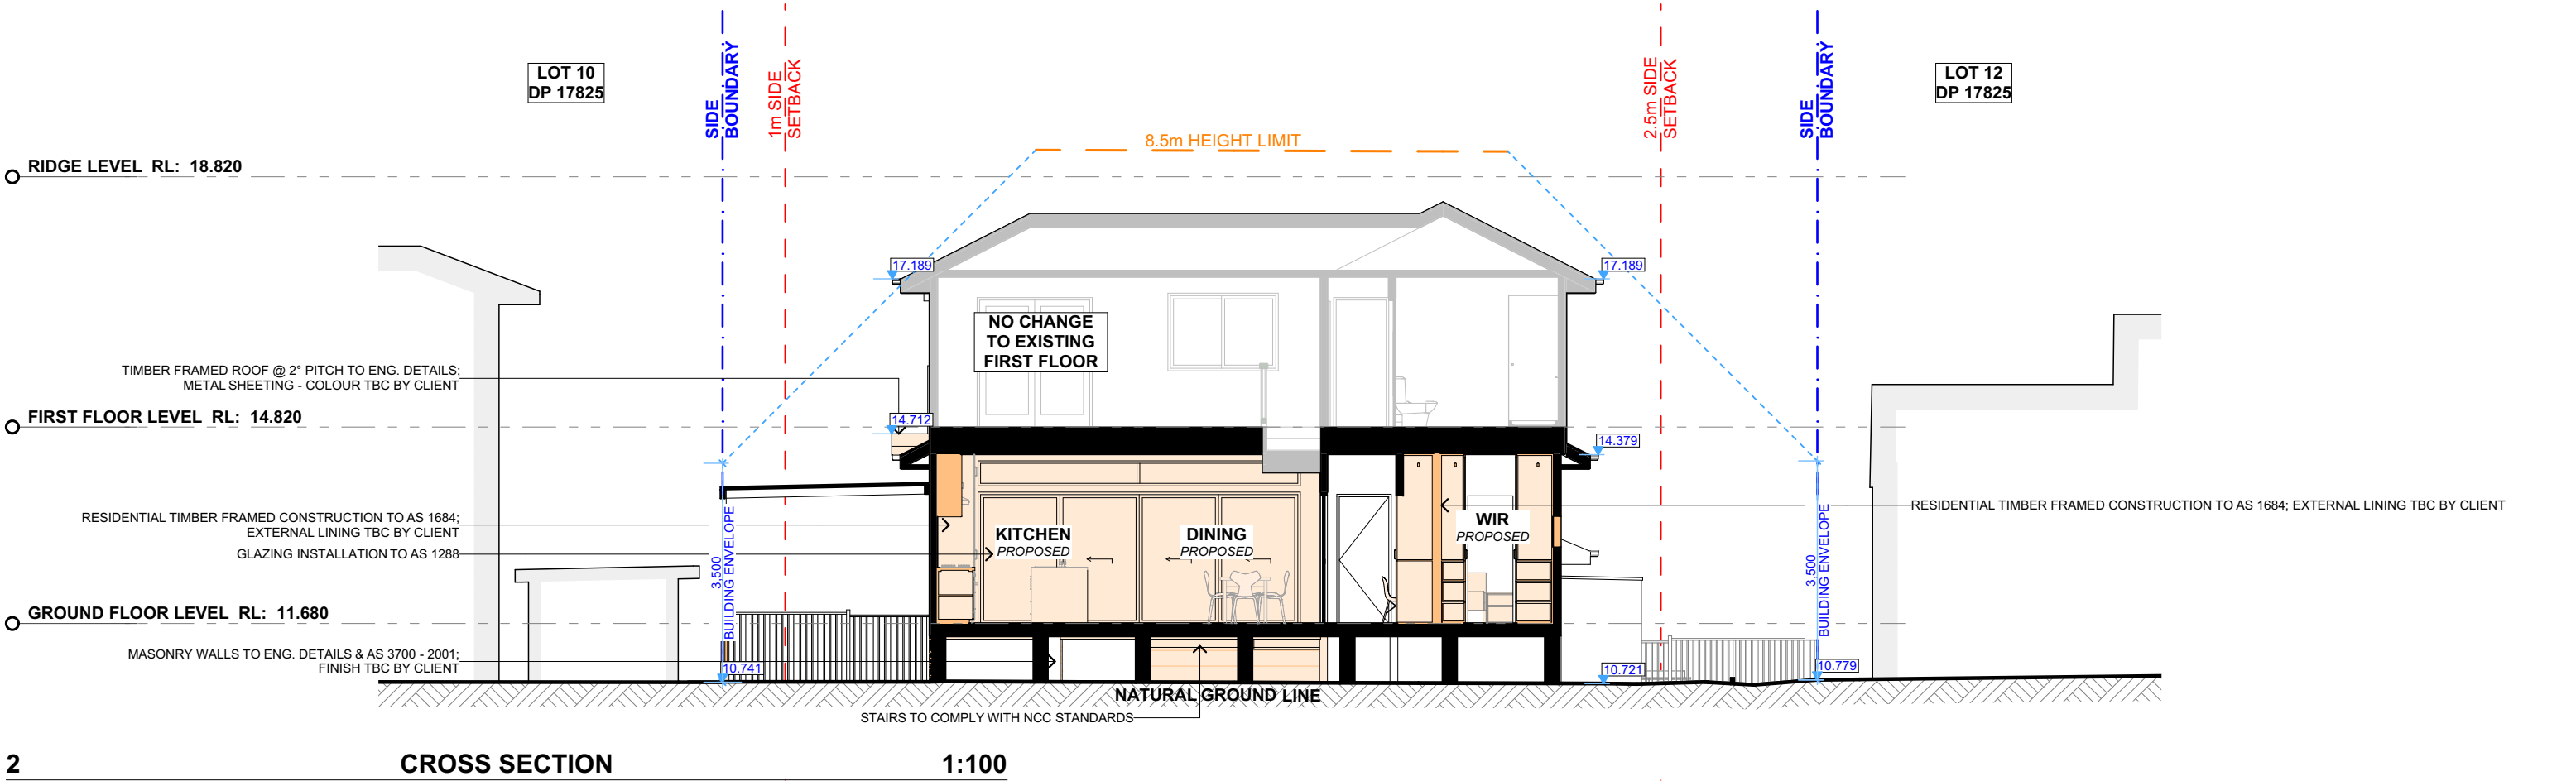 LOT 10
DP 17825
SIDE
BOUNDARY
1m SIDE
SETBACK
2.5m SIDE
SETBACK
SIDE
BOUNDARY
LOT 12
DP 17825
8.5m HEIGHT LIMIT
RIDGE LEVEL RL: 18.820
17.189
17.189
NO CHANGE
TO EXISTING
FIRST FLOOR
TIMBER FRAMED ROOF @ 2° PITCH TO ENG. DETAILS;
METAL SHEETING - COLOUR TBC BY CLIENT
FIRST FLOOR LEVEL RL: 14.820
14.712
14.379
RESIDENTIAL TIMBER FRAMED CONSTRUCTION TO AS 1684;
EXTERNAL LINING TBC BY CLIENT
RESIDENTIAL TIMBER FRAMED CONSTRUCTION TO AS 1684; EXTERNAL LINING TBC BY CLIENT
GLAZING INSTALLATION TO AS 1288
KITCHEN
PROPOSED
DINING
PROPOSED
WIR
PROPOSED
3,500
BUILDING ENVELOPE
3,500
BUILDING ENVELOPE
GROUND FLOOR LEVEL RL: 11.680
MASONRY WALLS TO ENG. DETAILS & AS 3700 - 2001;
FINISH TBC BY CLIENT
10.741
10.721
10.779
NATURAL GROUND LINE
STAIRS TO COMPLY WITH NCC STANDARDS
2
CROSS SECTION
1:100